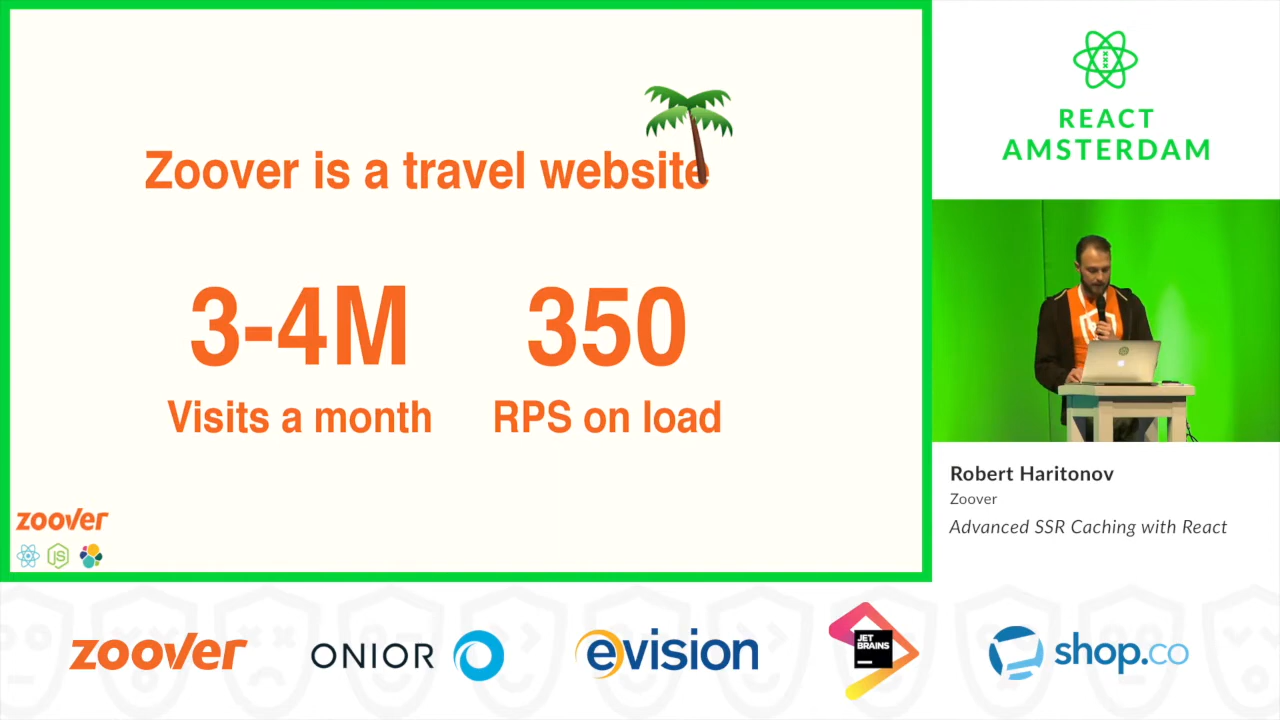 Zoover is a travel website
3-4M
Visits a month
350
RPS on load
zoover
JS
REACT
AMSTERDAM
Robert Haritonov
Zoover
Advanced SSR Caching with React
zoover
ONIOR
evision
JET
BRAINS
shop.co